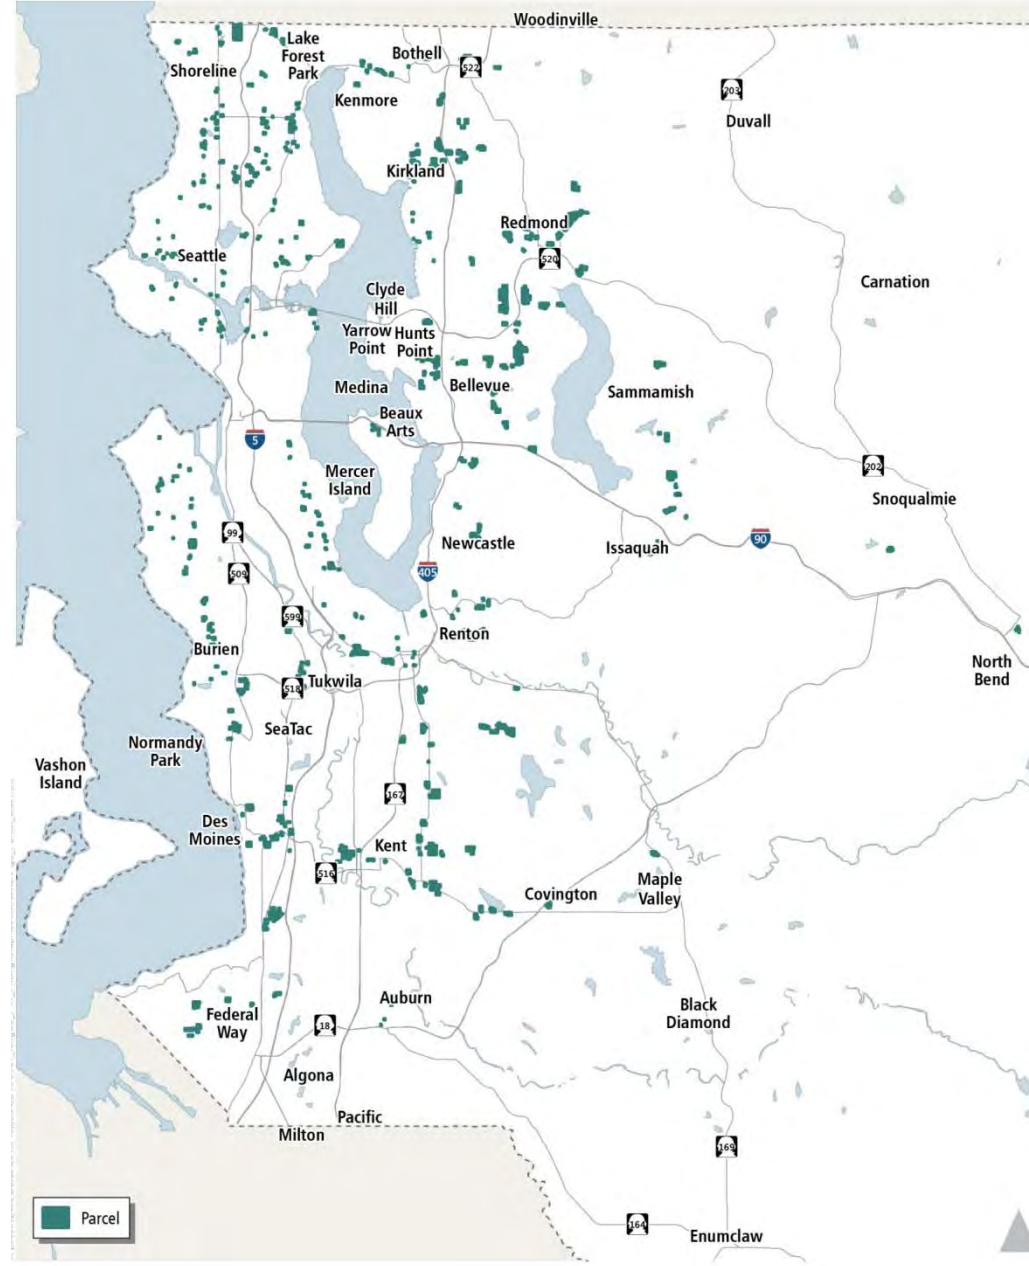 Woodinville
Lake
Forest
Park
Bothell
Shoreline
522
Kenmore
203
Duvall
Kirkland
Redmond
Seattle
520
Carnation
Clyde
Hill
Yarrow
Point
Hunts
Point
Medina
Bellevue
Sammamish
Beaux
Arts
5
Mercer
Island
202
Snoqualmie
99
Newcastle
Issaquah
90
509
405
599
Renton
Burien
North
Bend
518
Tukwila
SeaTac
Normandy
Park
Vashon
Island
167
Des
Moines
Kent
516
Covington
Maple
Valley
Auburn
Federal
Way
18
Black
Diamond
Algona
Pacific
Milton
169
Parcel
164
Enumclaw